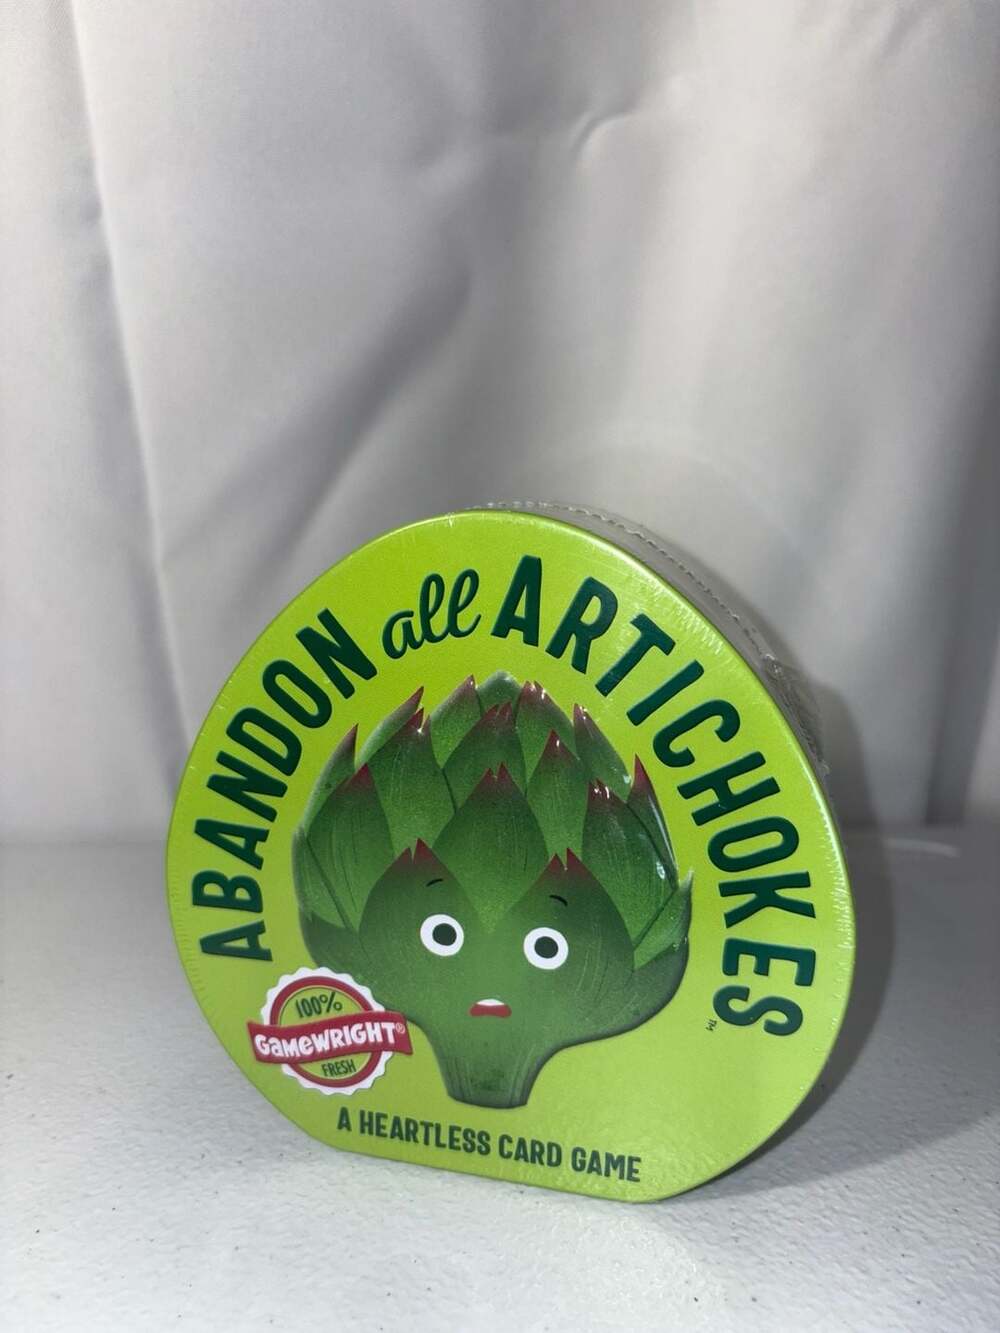 ABANDON all ARTICHOKES™
100%
GAMEWRIGHT®
FRESH
A HEARTLESS CARD GAME